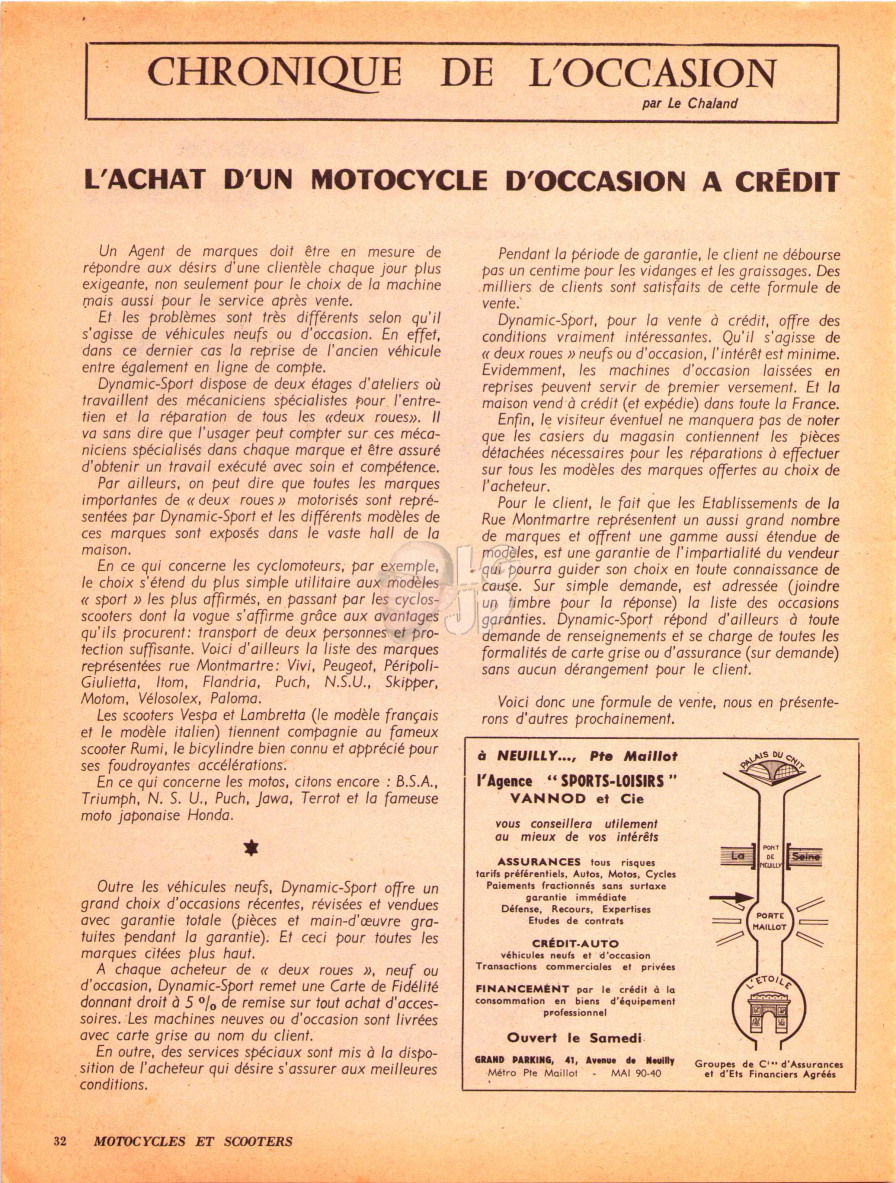 CHRONIQUE DE L'OCCASION
par Le Chaland
L'ACHAT D'UN MOTOCYCLE D'OCCASION A CRÉDIT
Un Agent de marques doit être en mesure de
répondre aux désirs d'une clientèle chaque jour plus
exigeante, non seulement pour le choix de la machine
mais aussi pour le service après vente.
Et les problèmes sont très différents selon qu'il
s'agisse de véhicules neufs ou d'occasion. En effet,
dans ce dernier cas la reprise de l'ancien véhicule
entre également en ligne de compte.
Dynamic-Sport dispose de deux étages d'ateliers où
travaillent des mécaniciens spécialistes pour l'entre-
tien et la réparation de tous les «deux roues». Il
va sans dire que l'usager peut compter sur ces méca-
niciens spécialisés dans chaque marque et être assuré
d'obtenir un travail exécuté avec soin et compétence.
Par ailleurs, on peut dire que toutes les marques
importantes de « deux roues » motorisés sont repré-
sentées par Dynamic-Sport et les différents modèles de
ces marques sont exposés dans le vaste hall de la
maison.
En ce qui concerne les cyclomoteurs, par exemple,
le choix s'étend du plus simple utilitaire aux modèles
« sport » les plus affirmés, en passant par les cyclos-
scooters dont la vogue s'affirme grâce aux avantages
qu'ils procurent: transport de deux personnes et pro-
tection suffisante. Voici d'ailleurs la liste des marques
représentées rue Montmartre: Vivi, Peugeot, Péripoli-
Giulietta, Itom, Flandria, Puch, N.S.U., Skipper,
Motom, Vélosolex, Paloma.
Les scooters Vespa et Lambretta (le modèle français
et le modèle italien) tiennent compagnie au fameux
scooter Rumi, le bicylindre bien connu et apprécié pour
ses foudroyantes accélérations.
En ce qui concerne les motos, citons encore : B.S.A.,
Triumph, N. S. U., Puch, Jawa, Terrot et la fameuse
moto japonaise Honda.
Outre les véhicules neufs, Dynamic-Sport offre un
grand choix d'occasions récentes, révisées et vendues
avec garantie totale (pièces et main-d'œuvre gra-
tuites pendant la garantie). Et ceci pour toutes les
marques citées plus haut.
A chaque acheteur de « deux roues », neuf ou
d'occasion, Dynamic-Sport remet une Carte de Fidélité
donnant droit à 5 % de remise sur tout achat d'acces-
soires. Les machines neuves ou d'occasion sont livrées
avec carte grise au nom du client.
En outre, des services spéciaux sont mis à la dispo-
sition de l'acheteur qui désire s'assurer aux meilleures
conditions.
Pendant la période de garantie, le client ne débourse
pas un centime pour les vidanges et les graissages. Des
milliers de clients sont satisfaits de cette formule de
vente.
Dynamic-Sport, pour la vente à crédit, offre des
conditions vraiment intéressantes. Qu'il s'agisse de
« deux roues » neufs ou d'occasion, l'intérêt est minime.
Evidemment, les machines d'occasion laissées en
reprises peuvent servir de premier versement. Et la
maison vend à crédit (et expédie) dans toute la France.
Enfin, le visiteur éventuel ne manquera pas de noter
que les casiers du magasin contiennent les pièces
détachées nécessaires pour les réparations à effectuer
sur tous les modèles des marques offertes au choix de
l'acheteur.
Pour le client, le fait que les Etablissements de la
Rue Montmartre représentent un aussi grand nombre
de marques et offrent une gamme aussi étendue de
modèles, est une garantie de l'impartialité du vendeur
qui pourra guider son choix en toute connaissance de
cause. Sur simple demande, est adressée (joindre
un timbre pour la réponse) la liste des occasions
garanties. Dynamic-Sport répond d'ailleurs à toute
demande de renseignements et se charge de toutes les
formalités de carte grise ou d'assurance (sur demande)
sans aucun dérangement pour le client.
Voici donc une formule de vente, nous en présente-
rons d'autres prochainement.
à NEUILLY..., Pte Maillot
l'Agence "SPORTS-LOISIRS"
VANNOD et Cie
vous conseillera utilement
au mieux de vos intérêts
ASSURANCES tous risques
tarifs préférentiels, Autos, Motos, Cycles
Paiements fractionnés sans surtaxe
garantie immédiate
Défense, Recours, Expertises
Etudes de contrats
CRÉDIT-AUTO
véhicules neufs et d'occasion
Transactions commerciales et privées
FINANCEMENT par le crédit à la
consommation en biens d'équipement
professionnel
Ouvert le Samedi
GRAND PARKING, 41, Avenue de Neuilly
Métro Pte Maillot - MAI 90-40
PALAIS DU CNIT
La PONT DE NEUILLY Seine
PORTE
MAILLOT
L'ETOILE
Groupes de Cies d'Assurances
et d'Ets Financiers Agréés
32 MOTOCYCLES ET SCOOTERS